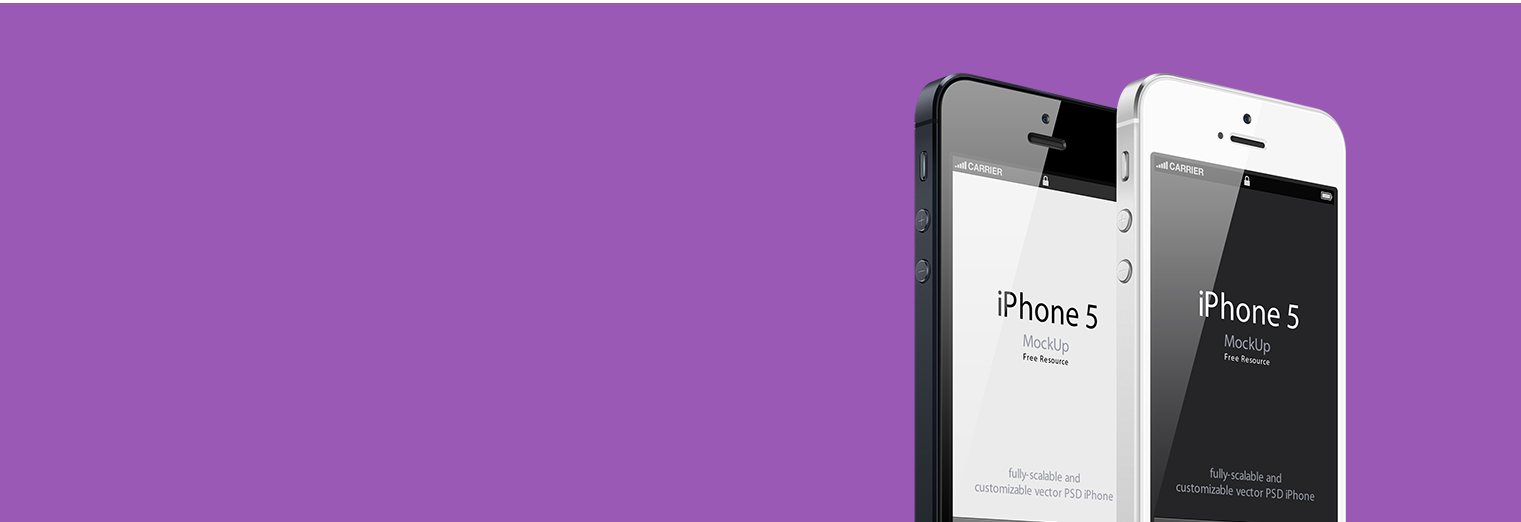 CARRIER
iPhone 5
MockUp
Free Resource
fully-scalable and
customizable vector PSD iPhone
CARRIER
iPhone 5
MockUp
Free Resource
fully-scalable and
customizable vector PSD iPhone